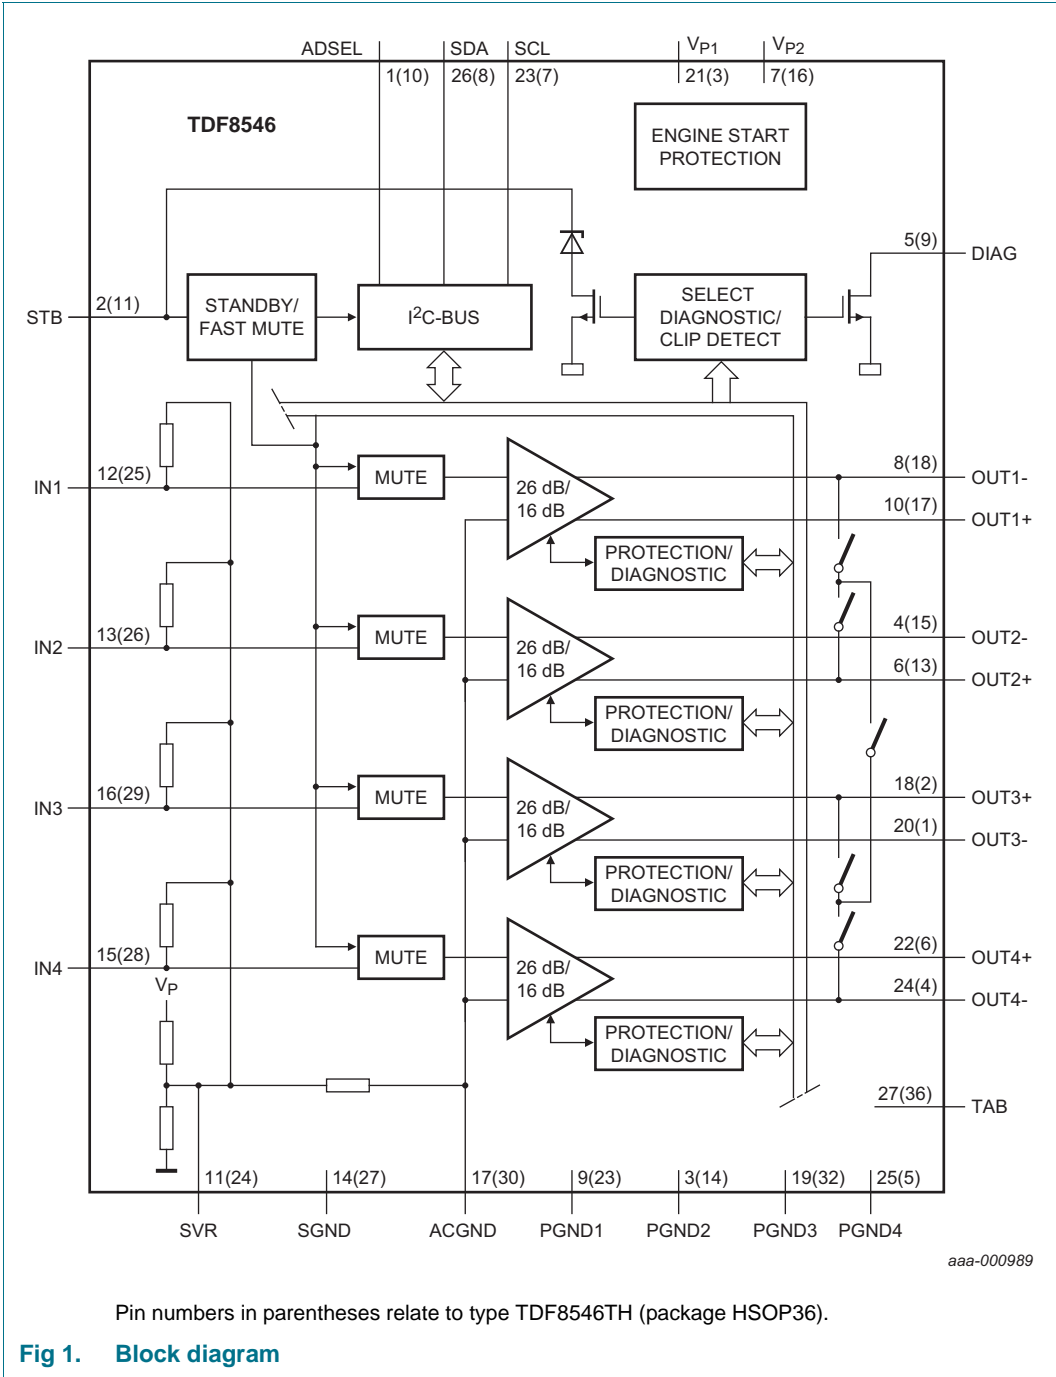 ADSEL SDA SCL VP1 VP2
1(10) 26(8) 23(7) 21(3) 7(16)
TDF8546
ENGINE START
PROTECTION
5(9) DIAG
STB 2(11)
STANDBY/
FAST MUTE
I2C-BUS
SELECT
DIAGNOSTIC/
CLIP DETECT
IN1 12(25)
MUTE
26 dB/
16 dB
8(18) OUT1-
10(17) OUT1+
PROTECTION/
DIAGNOSTIC
IN2 13(26)
MUTE
26 dB/
16 dB
4(15) OUT2-
6(13) OUT2+
PROTECTION/
DIAGNOSTIC
IN3 16(29)
MUTE
26 dB/
16 dB
18(2) OUT3+
20(1) OUT3-
PROTECTION/
DIAGNOSTIC
IN4 15(28)
MUTE
26 dB/
16 dB
22(6) OUT4+
24(4) OUT4-
VP
PROTECTION/
DIAGNOSTIC
27(36) TAB
11(24) 14(27) 17(30) 9(23) 3(14) 19(32) 25(5)
SVR SGND ACGND PGND1 PGND2 PGND3 PGND4
aaa-000989
Pin numbers in parentheses relate to type TDF8546TH (package HSOP36).
Fig 1. Block diagram